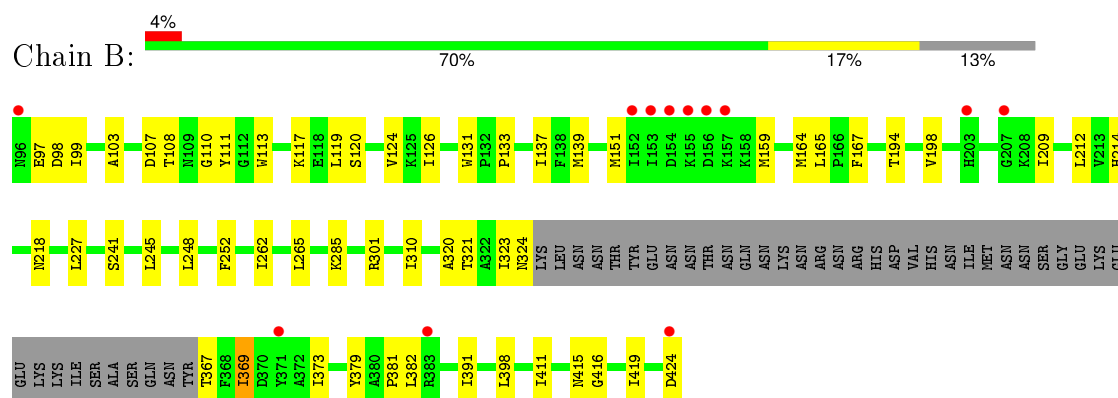 4%
Chain B:
70% 17% 13%
N96 E97 D98 I99 A103 D107 T108 N109 G110 Y111 G112 W113 K117 E118 L119 S120 V124 K125 I126 W131 P132 P133 I137 F138 M139 M151 I152 I153 D154 K155 D156 K157 K158 M159 M164 L165 P166 F167 T194 V198 H203 G207 K208 I209 L212 V213 H214
N218 L227 S241 L245 L248 F252 I262 L265 K285 R301 I310 A320 T321 A322 I323 N324 LYS LEU ASN ASN THR TYR GLU ASN ASN THR ASN GLN ASN LYS ASN ARG ASN ARG HIS ASP VAL HIS ASN ILE MET ASN ASN SER GLY GLU LYS GLU
GLU LYS LYS ILE SER ALA SER GLN ASN TYR T367 F368 I369 D370 Y371 A372 I373 Y379 A380 P381 L382 R383 I391 L398 I411 N415 G416 I419 D424